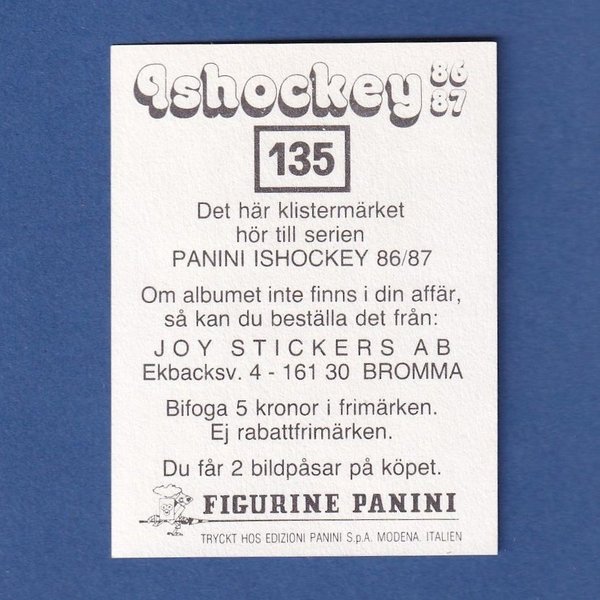 Ishockey 86
87
135
Det här klistermärket
hör till serien
PANINI ISHOCKEY 86/87
Om albumet inte finns i din affär,
så kan du beställa det från:
JOY STICKERS AB
Ekbacksv. 4 - 161 30 BROMMA
Bifoga 5 kronor i frimärken.
Ej rabattfrimärken.
Du får 2 bildpåsar på köpet.
FIGURINE PANINI
TRYCKT HOS EDIZIONI PANINI S.p.A. MODENA. ITALIEN